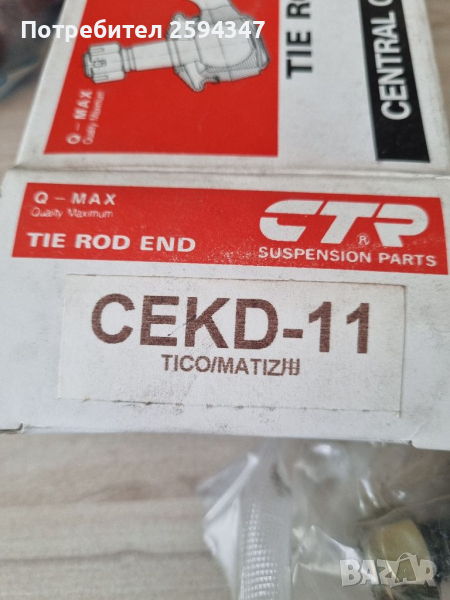 Потребител 2594347
Q-MAX
Quality Maximum
TIE
CENTRAL
Q-MAX
Quality Maximum
TIE ROD END
CTR®
SUSPENSION PARTS
CEKD-11
TICO/MATIZ
BAZAR